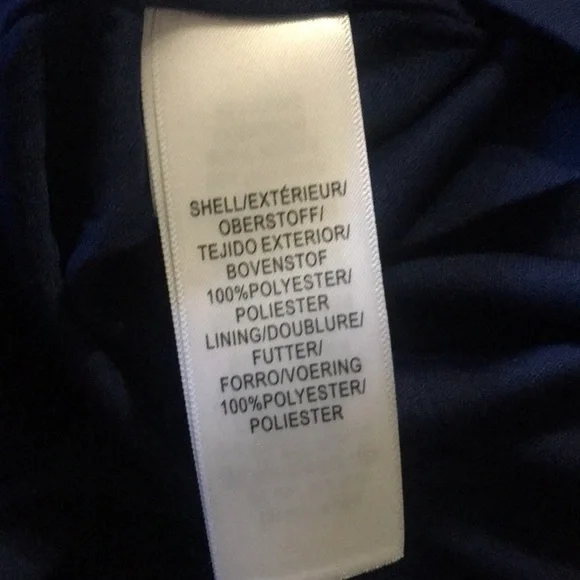 SHELL/EXTÉRIEUR/
OBERSTOFF/
TEJIDO EXTERIOR/
BOVENSTOF
100%POLYESTER/
POLIESTER
LINING/DOUBLURE/
FUTTER/
FORRO/VOERING
100%POLYESTER/
POLIESTER